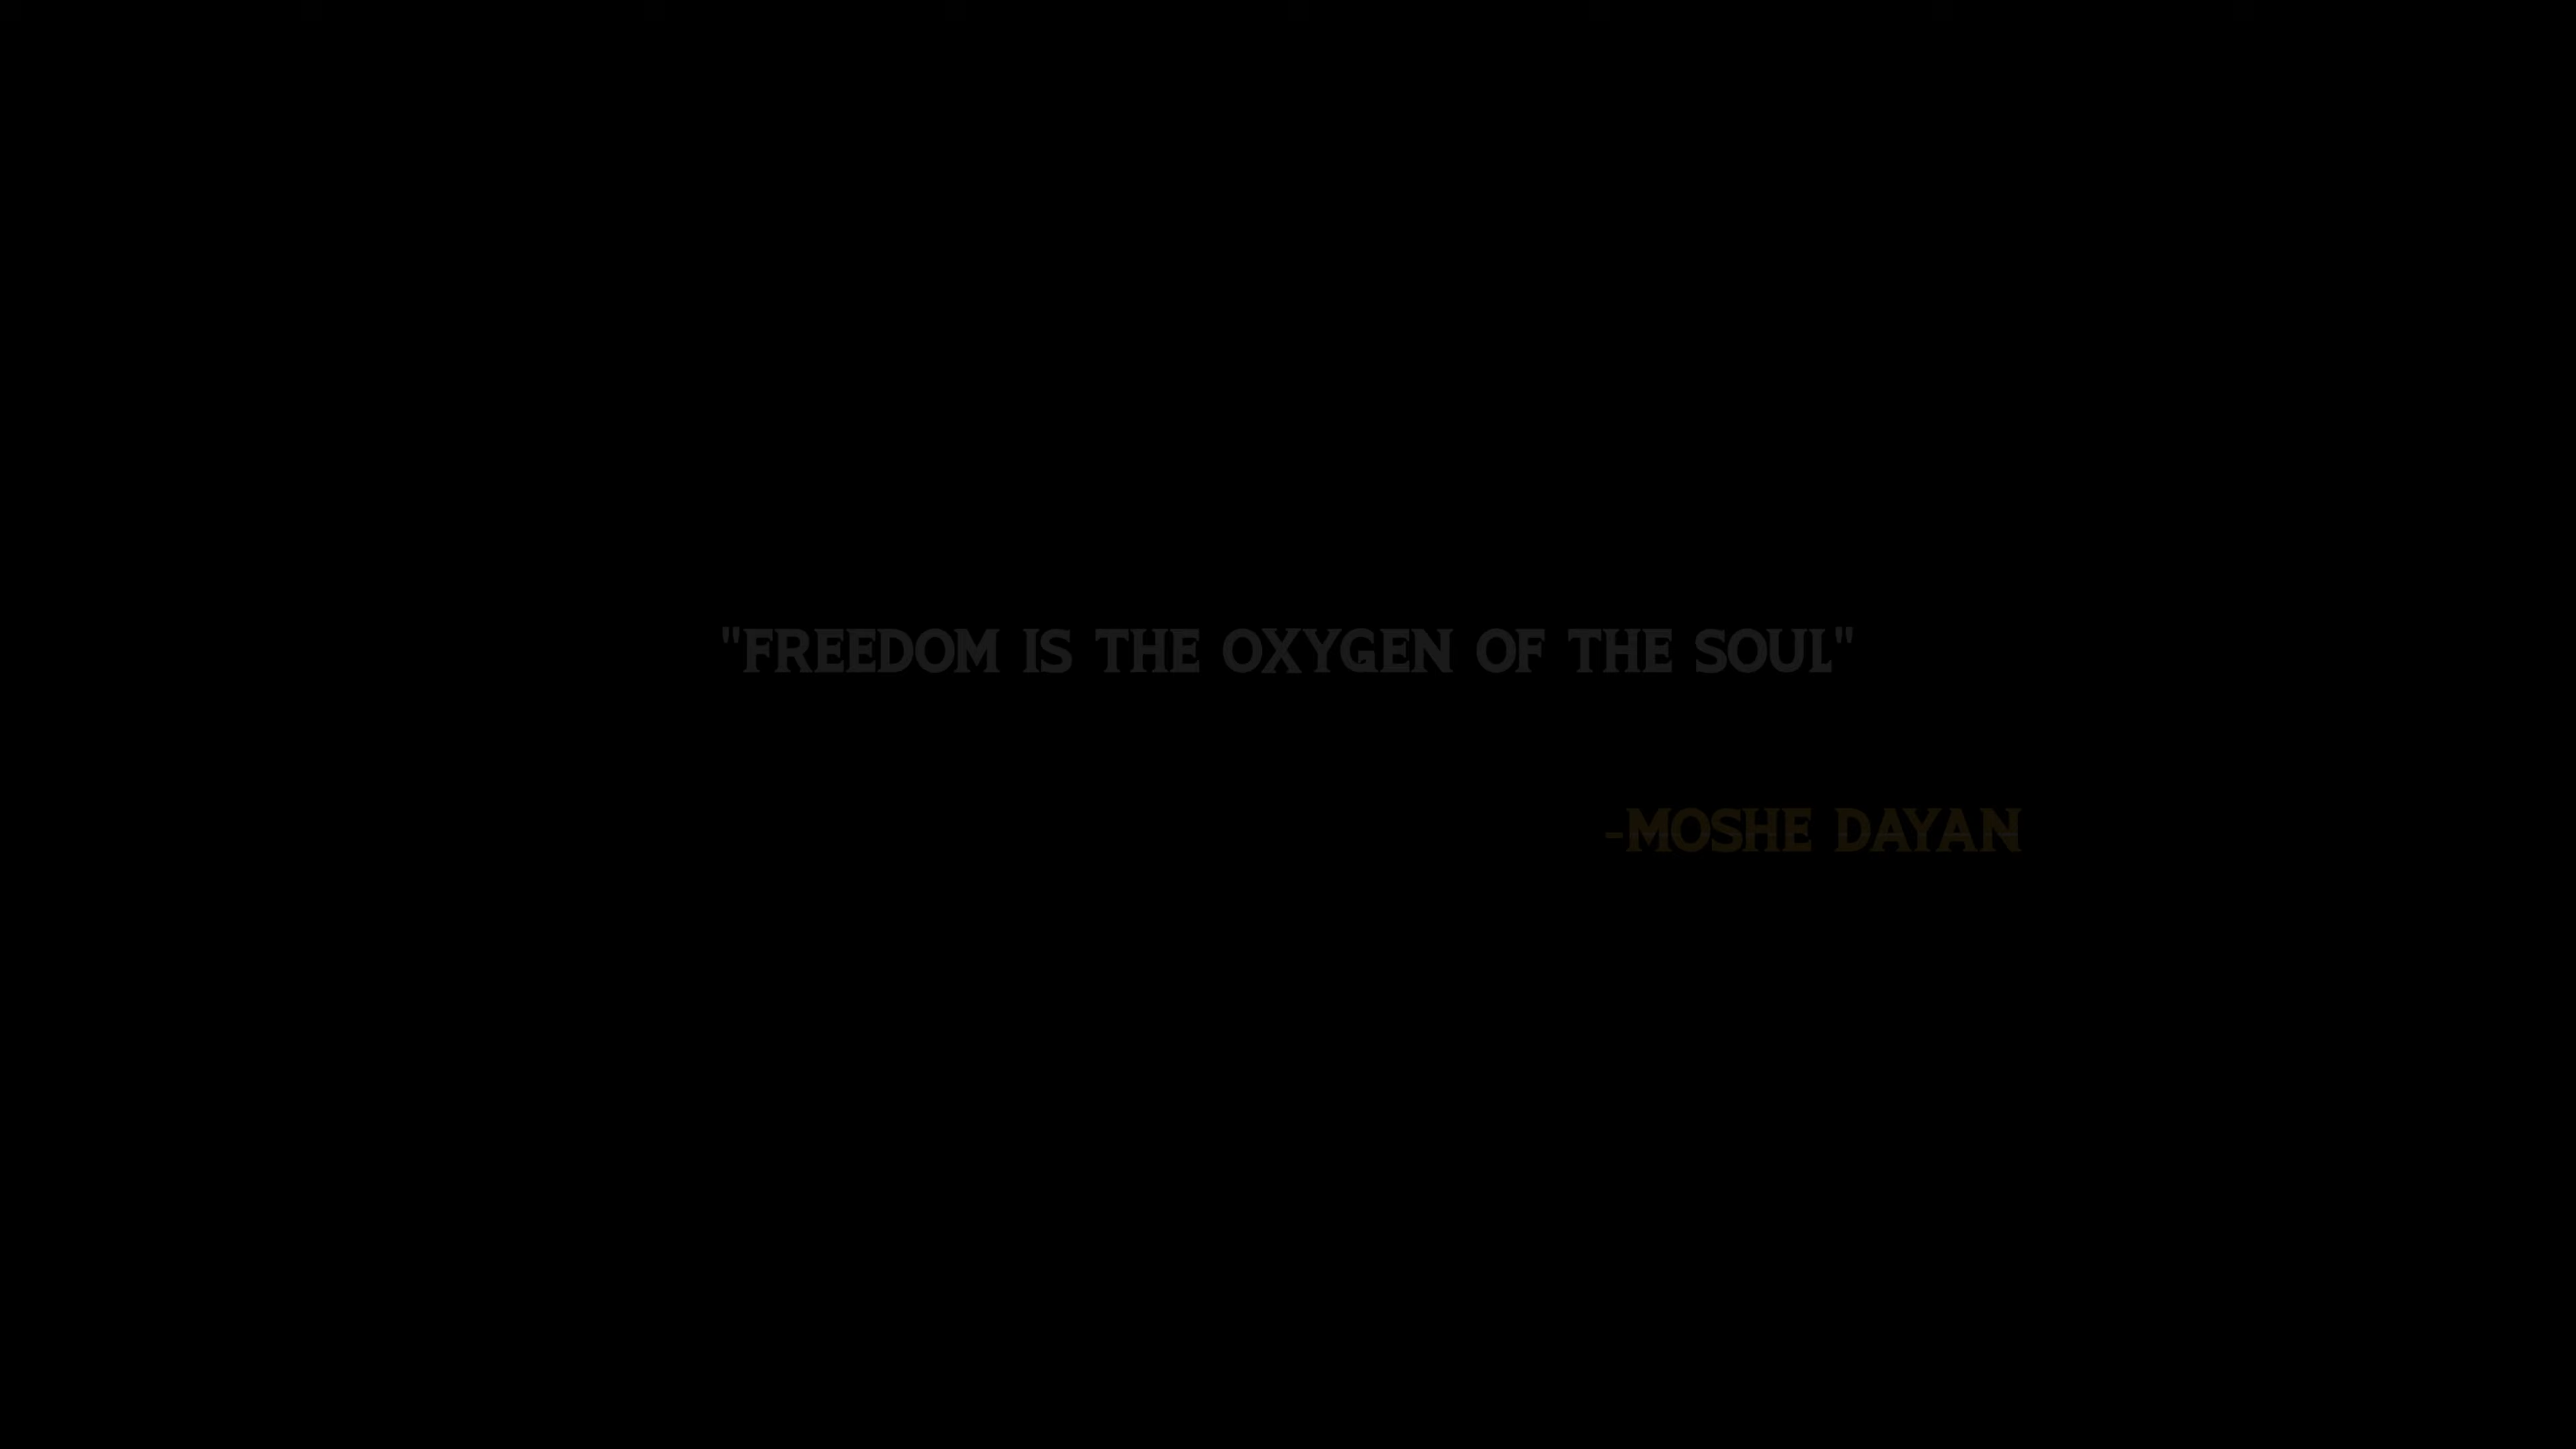 "FREEDOM IS THE OXYGEN OF THE SOUL"
-MOSHE DAYAN